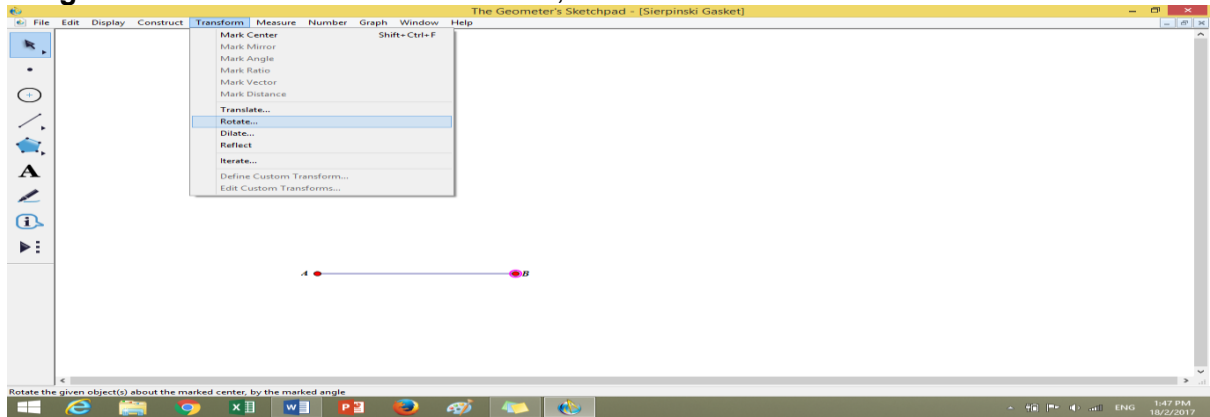 The Geometer's Sketchpad - [Sierpinski Gasket]
File Edit Display Construct Transform Measure Number Graph Window Help
Mark Center Shift+Ctrl+F
Mark Mirror
Mark Angle
Mark Ratio
Mark Vector
Mark Distance
Translate...
Rotate...
Dilate...
Reflect
Iterate...
Define Custom Transform...
Edit Custom Transforms...
A
A B
Rotate the given object(s) about the marked center, by the marked angle
ENG 1:47 PM
18/2/2017